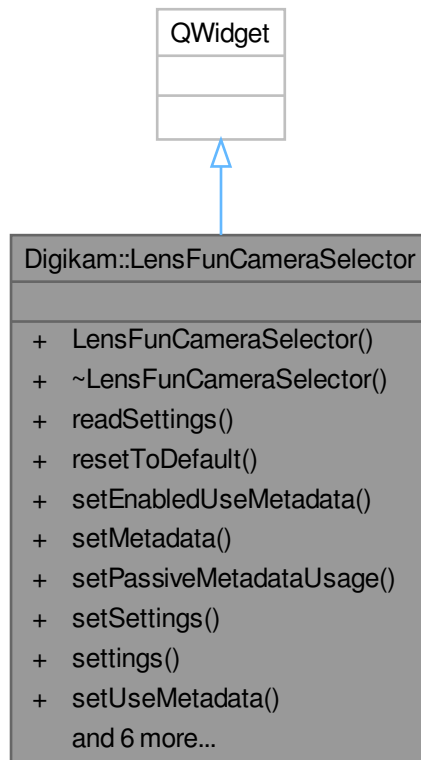 QWidget
Digikam::LensFunCameraSelector
+ LensFunCameraSelector()
+ ~LensFunCameraSelector()
+ readSettings()
+ resetToDefault()
+ setEnabledUseMetadata()
+ setMetadata()
+ setPassiveMetadataUsage()
+ setSettings()
+ settings()
+ setUseMetadata()
and 6 more...